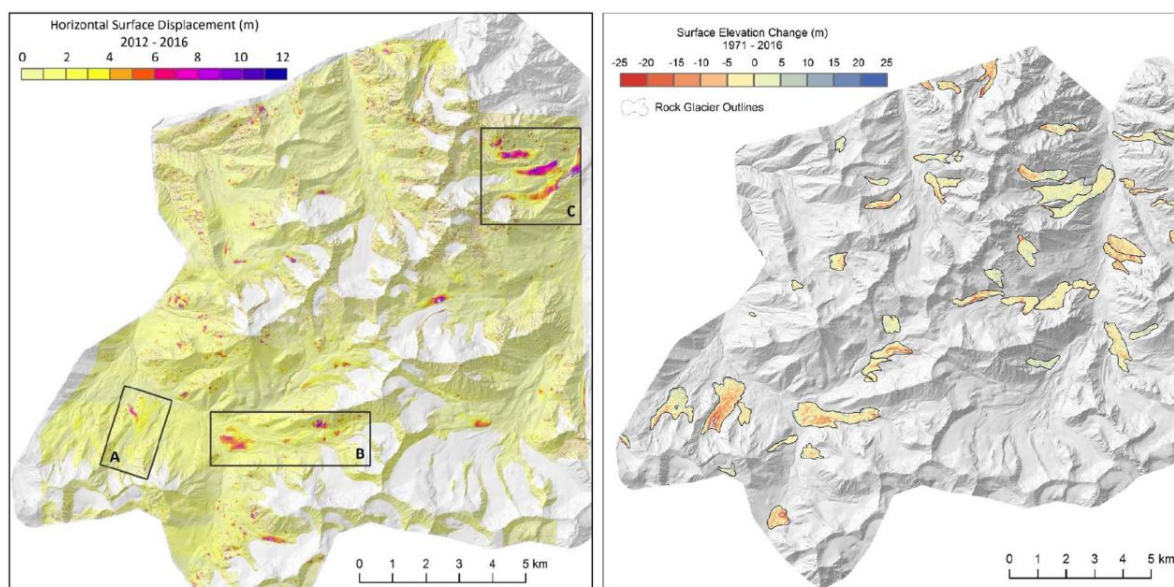 Horizontal Surface Displacement (m)
2012 - 2016
0 2 4 6 8 10 12
A
B
C
0 1 2 3 4 5 km
Surface Elevation Change (m)
1971 - 2016
-25 -20 -15 -10 -5 0 5 10 15 20 25
Rock Glacier Outlines
0 1 2 3 4 5 km